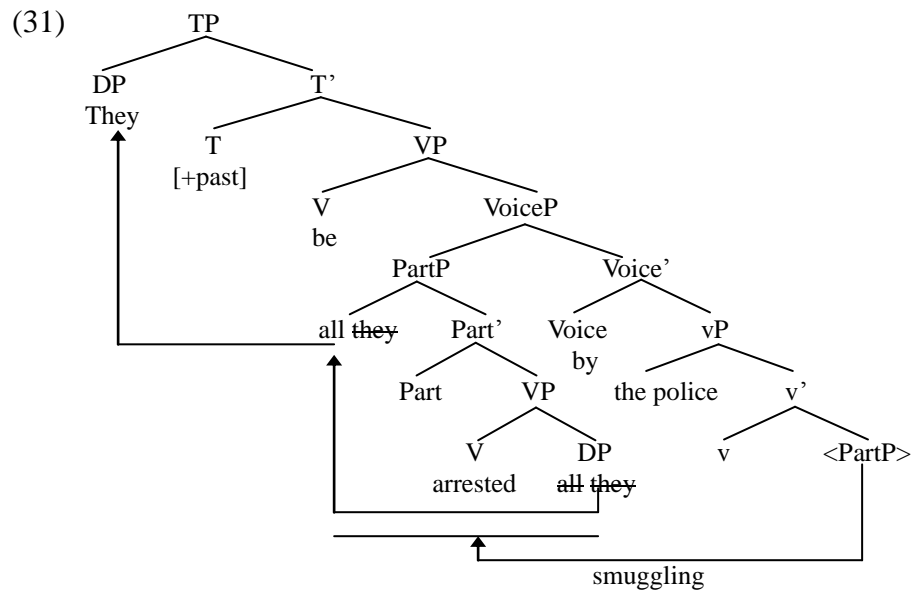 (31) TP
DP T’
They
T VP
[+past]
V VoiceP
be
PartP Voice’
all they Part’ Voice vP
by
Part VP the police v’
V DP v <PartP>
arrested all they
smuggling